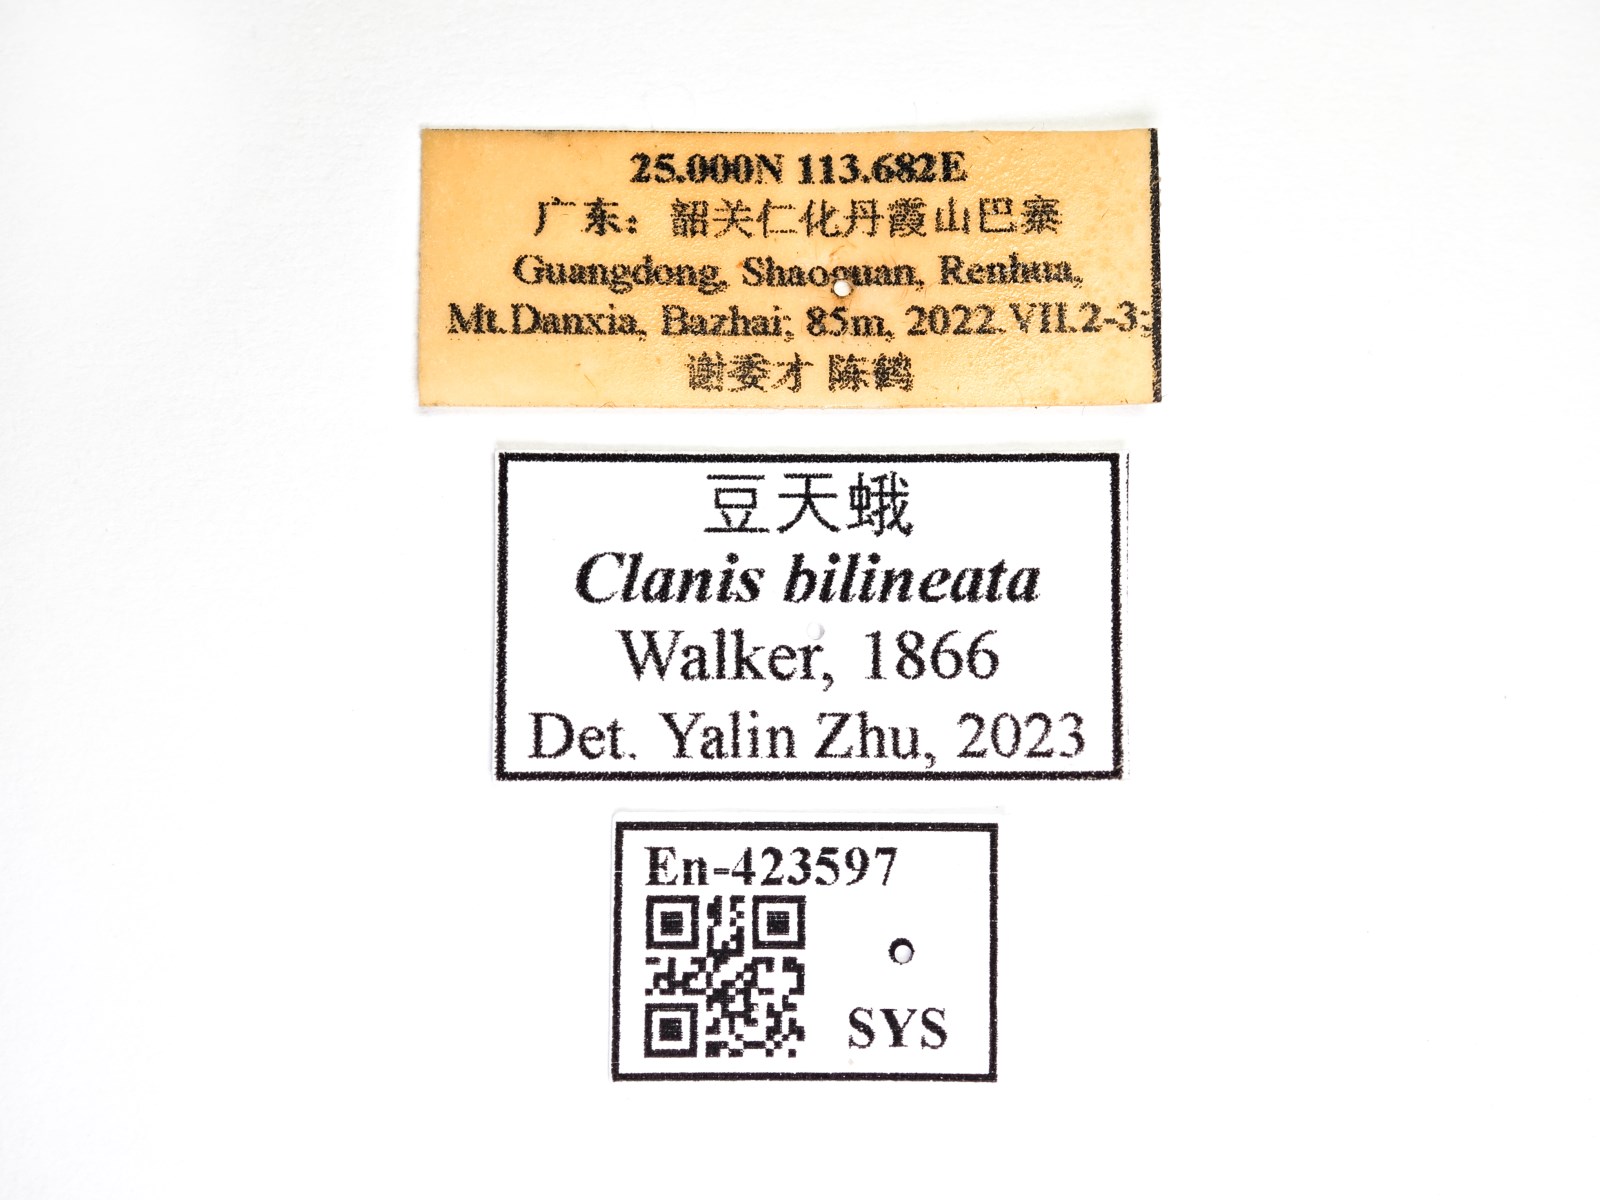 25.000N 113.682E
广东：韶关仁化丹霞山巴寨
Guangdong, Shaoguan, Renhua,
Mt.Danxia, Bazhai; 85m, 2022.VII.2-3;
谢委才 陈鹤
豆天蛾
Clanis bilineata
Walker, 1866
Det. Yalin Zhu, 2023
En-423597
SYS